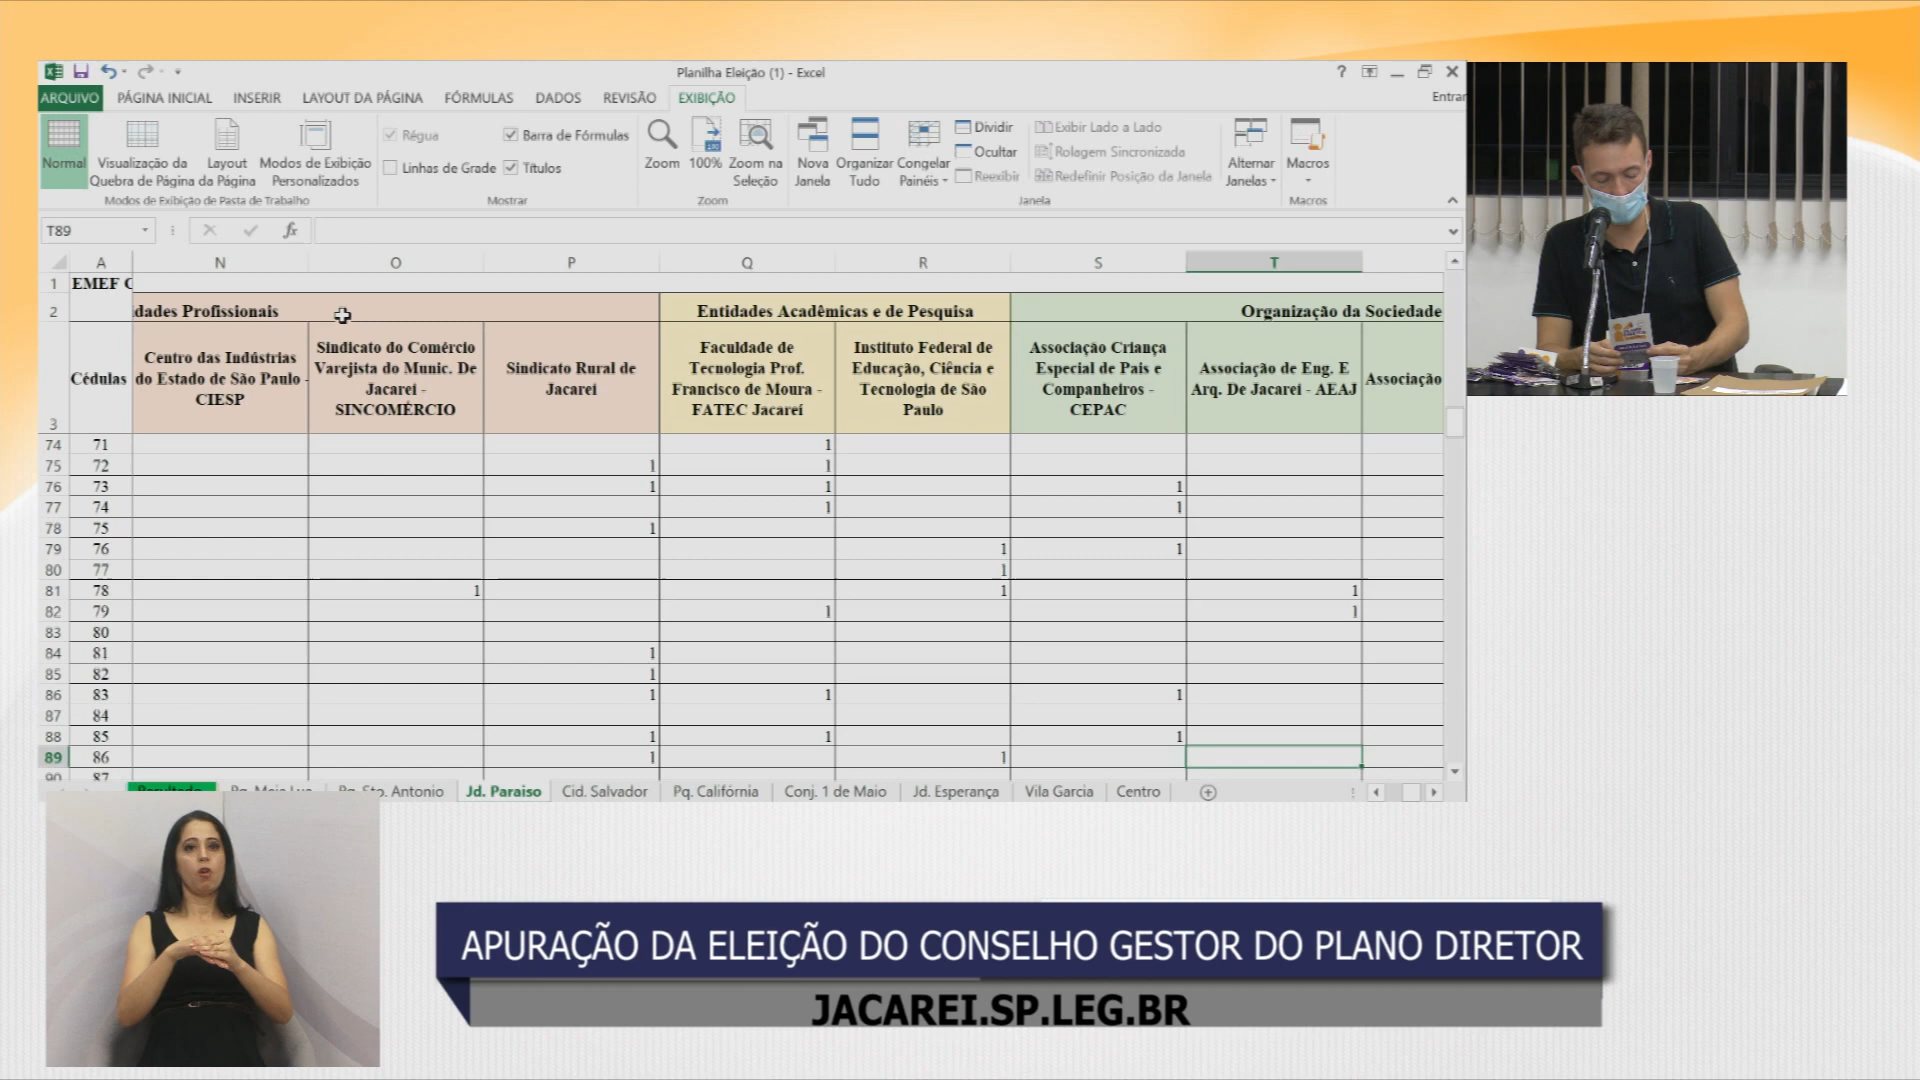 Planilha Eleição (1) - Excel
ARQUIVO PÁGINA INICIAL INSERIR LAYOUT DA PÁGINA FÓRMULAS DADOS REVISÃO EXIBIÇÃO Entrar
Normal Visualização da Quebra de Página Layout da Página Modos de Exibição Personalizados
Modos de Exibição de Pasta de Trabalho
Régua Barra de Fórmulas
Linhas de Grade Títulos
Mostrar
Zoom 100% Zoom na Seleção
Zoom
Nova Janela Organizar Tudo Congelar Painéis
Dividir Exibir Lado a Lado
Ocultar Rolagem Sincronizada
Reexibir Redefinir Posição da Janela
Alternar Janelas
Janela
Macros
Macros
T89 fx
A N O P Q R S T
1 EMEF
2 dades Profissionais Entidades Acadêmicas e de Pesquisa Organização da Sociedade
3 Cédulas
Centro das Indústrias do Estado de São Paulo - CIESP
Sindicato do Comércio Varejista do Munic. De Jacareí - SINCOMÉRCIO
Sindicato Rural de Jacareí
Faculdade de Tecnologia Prof. Francisco de Moura - FATEC Jacareí
Instituto Federal de Educação, Ciência e Tecnologia de São Paulo
Associação Criança Especial de Pais e Companheiros - CEPAC
Associação de Eng. E Arq. De Jacareí - AEAJ
Associação
74 71 1
75 72 1 1
76 73 1 1 1
77 74 1 1
78 75 1
79 76 1 1
80 77 1
81 78 1 1 1
82 79 1 1
83 80
84 81 1
85 82 1
86 83 1 1 1
87 84
88 85 1 1 1
89 86 1 1
90 87
Resultado Pq. Meia Lua Pq. Sto. Antonio Jd. Paraiso Cid. Salvador Pq. Califórnia Conj. 1 de Maio Jd. Esperança Vila Garcia Centro
APURAÇÃO DA ELEIÇÃO DO CONSELHO GESTOR DO PLANO DIRETOR
JACAREI.SP.LEG.BR